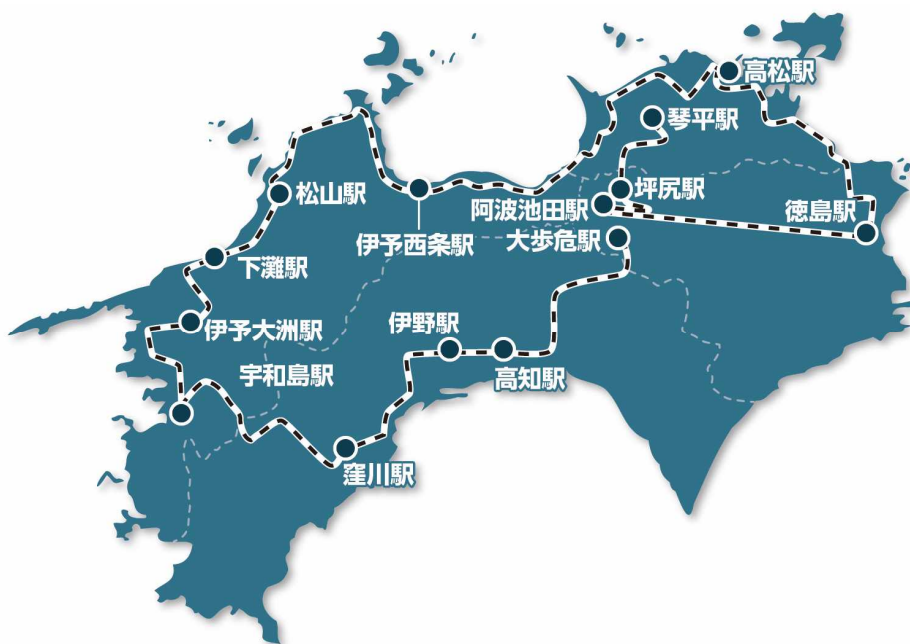 高松駅
琴平駅
坪尻駅
松山駅
阿波池田駅
徳島駅
伊予西条駅
大歩危駅
下灘駅
伊予大洲駅
伊野駅
宇和島駅
高知駅
窪川駅